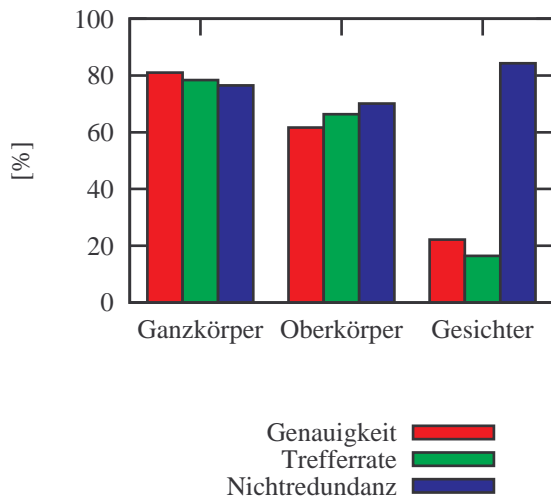 100
80
60
40
20
0
[%]
Ganzkörper Oberkörper Gesichter
Genauigkeit
Trefferrate
Nichtredundanz